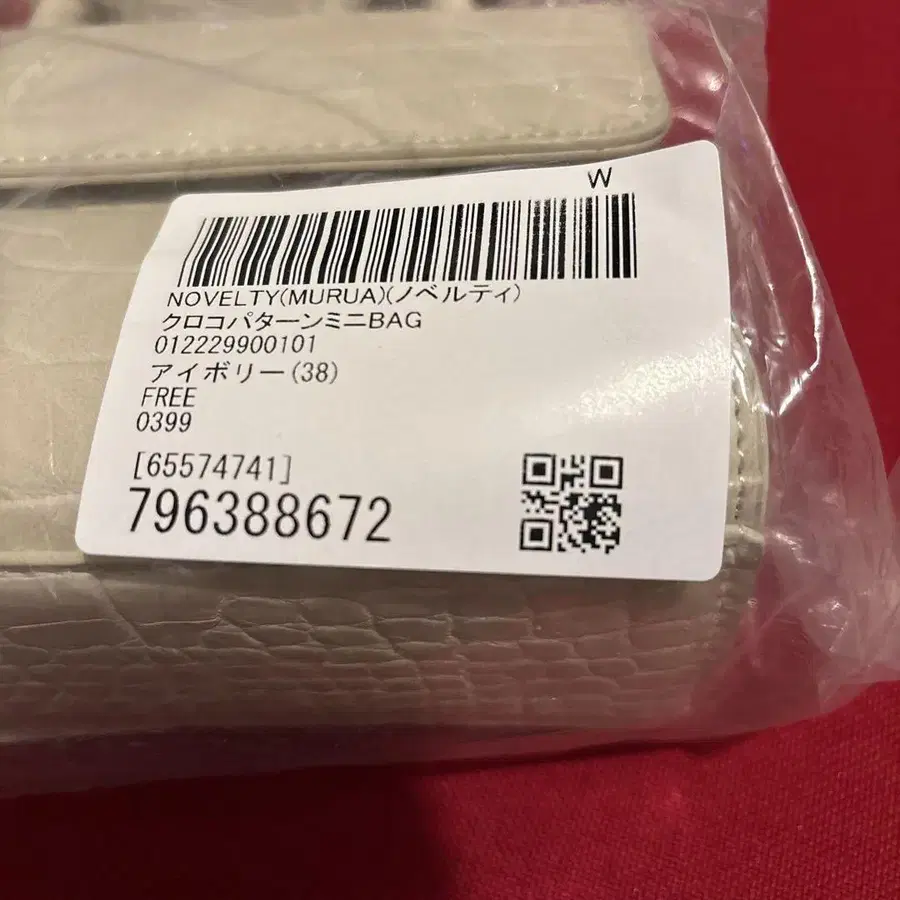 W
NOVELTY(MURUA)(ノベルティ)
クロコパターンミニBAG
012229900101
アイボリー(38)
FREE
0399
[65574741]
796388672